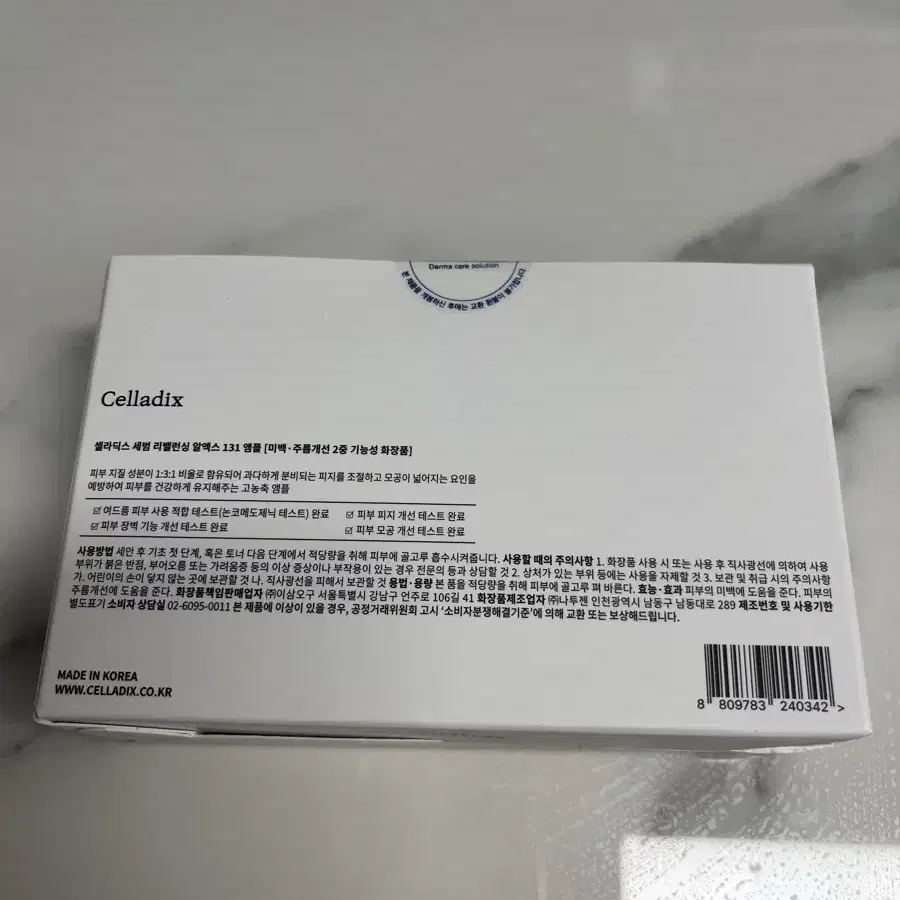 Derma care solution
본 제품을 개봉하신 후에는 교환 환불이 불가합니다.
Celladix
셀라딕스 세범 리밸런싱 알엑스 131 앰플 [미백·주름개선 2중 기능성 화장품]
피부 지질 성분이 1:3:1 비율로 함유되어 과다하게 분비되는 피지를 조절하고 모공이 넓어지는 요인을
예방하여 피부를 건강하게 유지해주는 고농축 앰플
☑ 여드름 피부 사용 적합 테스트(논코메도제닉 테스트) 완료 ☑ 피부 피지 개선 테스트 완료
☑ 피부 장벽 기능 개선 테스트 완료 ☑ 피부 모공 개선 테스트 완료
사용방법 세안 후 기초 첫 단계, 혹은 토너 다음 단계에서 적당량을 취해 피부에 골고루 흡수시켜줍니다. 사용할 때의 주의사항 1. 화장품 사용 시 또는 사용 후 직사광선에 의하여 사용
부위가 붉은 반점, 부어오름 또는 가려움증 등의 이상 증상이나 부작용이 있는 경우 전문의 등과 상담할 것 2. 상처가 있는 부위 등에는 사용을 자제할 것 3. 보관 및 취급 시의 주의사항
가. 어린이의 손이 닿지 않는 곳에 보관할 것 나. 직사광선을 피해서 보관할 것 용법·용량 본 품을 적당량을 취해 피부에 골고루 펴 바른다. 효능·효과 피부의 미백에 도움을 준다. 피부의
주름개선에 도움을 준다. 화장품책임판매업자 ㈜이삼오구 서울특별시 강남구 언주로 106길 41 화장품제조업자 ㈜나투젠 인천광역시 남동구 남동대로 289 제조번호 및 사용기한
별도표기 소비자 상담실 02-6095-0011 본 제품에 이상이 있을 경우, 공정거래위원회 고시 '소비자분쟁해결기준'에 의해 교환 또는 보상해드립니다.
MADE IN KOREA
WWW.CELLADIX.CO.KR
8 809783 240342 >